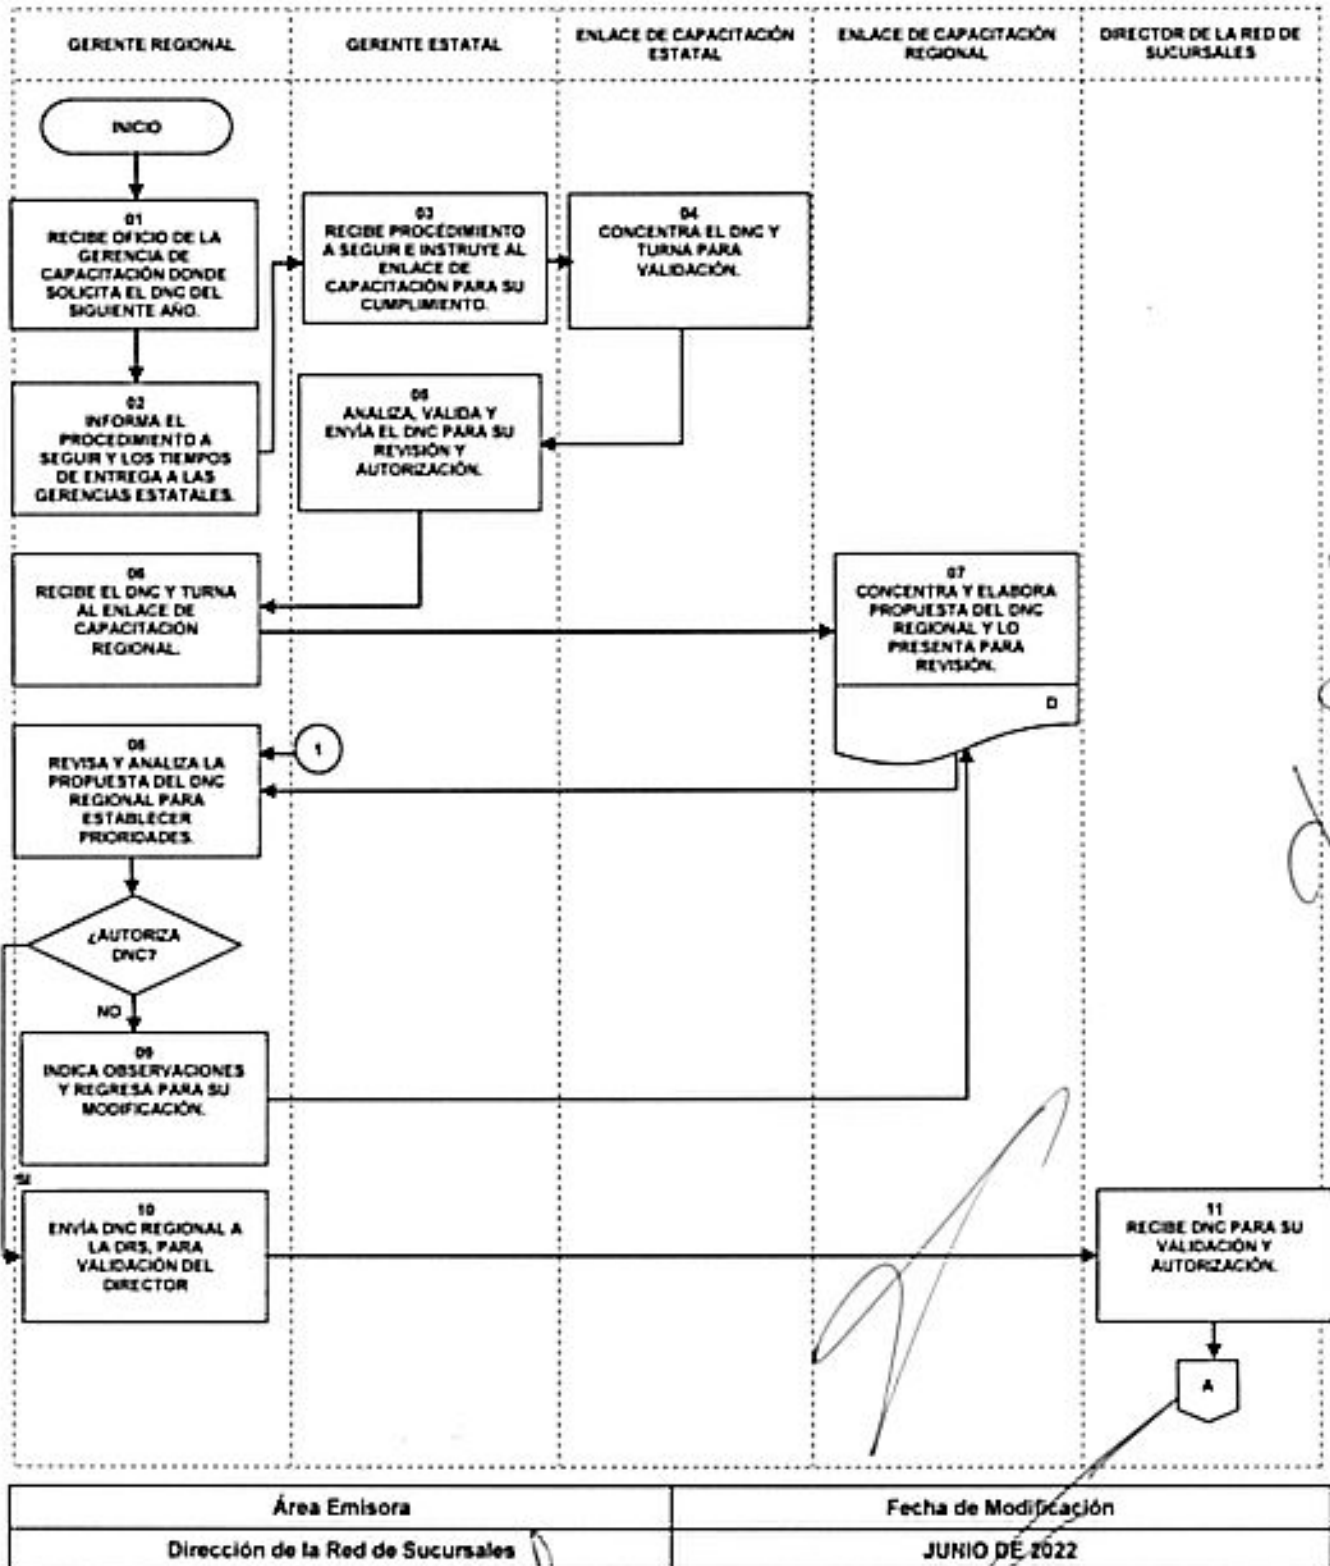 GERENTE REGIONAL
GERENTE ESTATAL
ENLACE DE CAPACITACIÓN
ESTATAL
ENLACE DE CAPACITACIÓN
REGIONAL
DIRECTOR DE LA RED DE
SUCURSALES
INICIO
01
RECIBE OFICIO DE LA
GERENCIA DE
CAPACITACIÓN DONDE
SOLICITA EL DNC DEL
SIGUIENTE AÑO.
02
INFORMA EL
PROCEDIMIENTO A
SEGUIR Y LOS TIEMPOS
DE ENTREGA A LAS
GERENCIAS ESTATALES.
03
RECIBE PROCEDIMIENTO
A SEGUIR E INSTRUYE AL
ENLACE DE
CAPACITACIÓN PARA SU
CUMPLIMIENTO.
04
CONCENTRA EL DNC Y
TURNA PARA
VALIDACIÓN.
05
ANALIZA, VALIDA Y
ENVÍA EL DNC PARA SU
REVISIÓN Y
AUTORIZACIÓN.
06
RECIBE EL DNC Y TURNA
AL ENLACE DE
CAPACITACIÓN
REGIONAL.
07
CONCENTRA Y ELABORA
PROPUESTA DEL DNC
REGIONAL Y LO
PRESENTA PARA
REVISIÓN.
D
08
REVISA Y ANALIZA LA
PROPUESTA DEL DNC
REGIONAL PARA
ESTABLECER
PRIORIDADES.
1
¿AUTORIZA
DNC?
NO
09
INDICA OBSERVACIONES
Y REGRESA PARA SU
MODIFICACIÓN.
SI
10
ENVÍA DNC REGIONAL A
LA DRS, PARA
VALIDACIÓN DEL
DIRECTOR
11
RECIBE DNC PARA SU
VALIDACIÓN Y
AUTORIZACIÓN.
A
Área Emisora
Fecha de Modificación
Dirección de la Red de Sucursales
JUNIO DE 2022